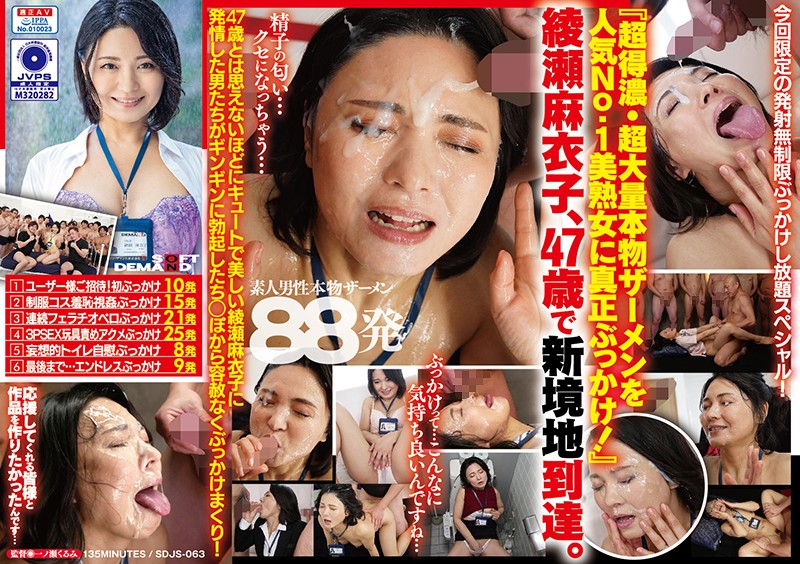 適正AV
IPPA
No.010023
JVPS
M320282
SOFT
ON
DEMAND
1 ユーザー様ご招待!初ぶっかけ 10発
2 制服コス羞恥視姦ぶっかけ 15発
3 連続フェラチオベロぶっかけ 21発
4 3PSEX玩具責めアクメぶっかけ 25発
5 妄想的トイレ自慰ぶっかけ 8発
6 最後まで…エンドレスぶっかけ 9発
応援してくれる皆様と
作品を作りたかったんです…
監督◉一ノ瀬くるみ
135MINUTES / SDJS-063
精子の匂い…
クセになっちゃう…
47歳とは思えないほどにキュートで美しい綾瀬麻衣子に
発情した男たちがギンギンに勃起したち◯ぽから容赦なくぶっかけまくり!
素人男性本物ザーメン
88発
ぶっかけって…こんなに
気持ち良いんですね…
今回限定の発射無制限ぶっかけし放題スペシャル!
『超得濃・超大量本物ザーメンを
人気No.1美熟女に真正ぶっかけ!』
綾瀬麻衣子、47歳で新境地到達。